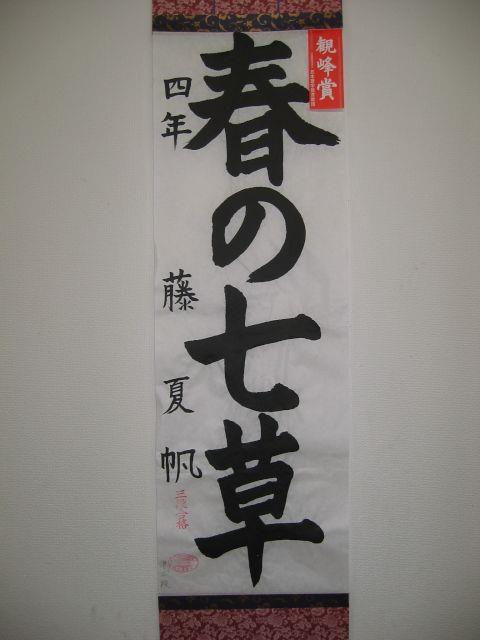 観峰賞
春の七草
四年 藤 夏帆